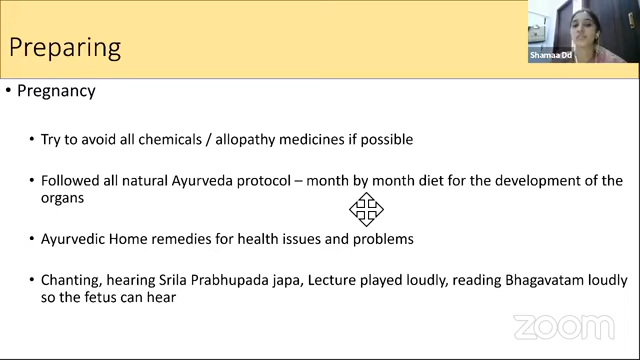 Preparing
Shamaa Dd
• Pregnancy
• Try to avoid all chemicals / allopathy medicines if possible
• Followed all natural Ayurveda protocol – month by month diet for the development of the
organs
• Ayurvedic Home remedies for health issues and problems
• Chanting, hearing Srila Prabhupada japa, Lecture played loudly, reading Bhagavatam loudly
so the fetus can hear
zoom